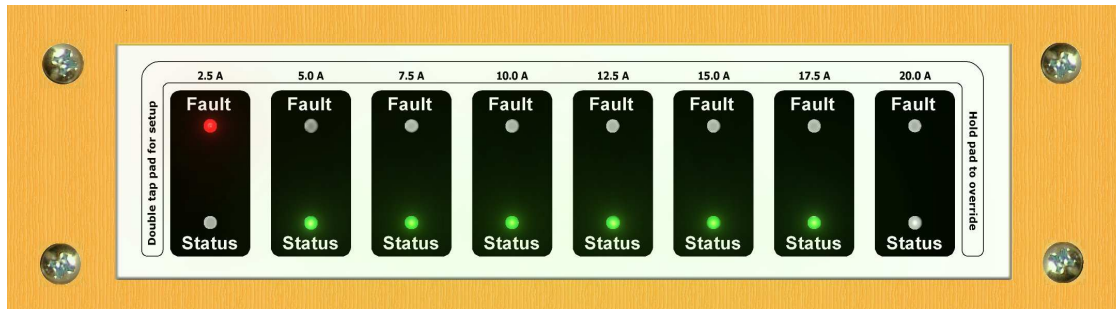 2.5 A 5.0 A 7.5 A 10.0 A 12.5 A 15.0 A 17.5 A 20.0 A
Double tap pad for setup
Fault Fault Fault Fault Fault Fault Fault Fault
Status Status Status Status Status Status Status Status
Hold pad to override